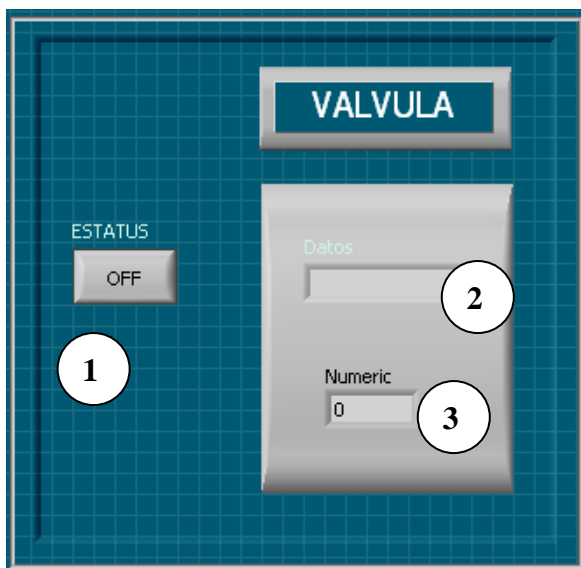 VALVULA
ESTATUS
OFF
1
Datos
2
Numeric
0
3